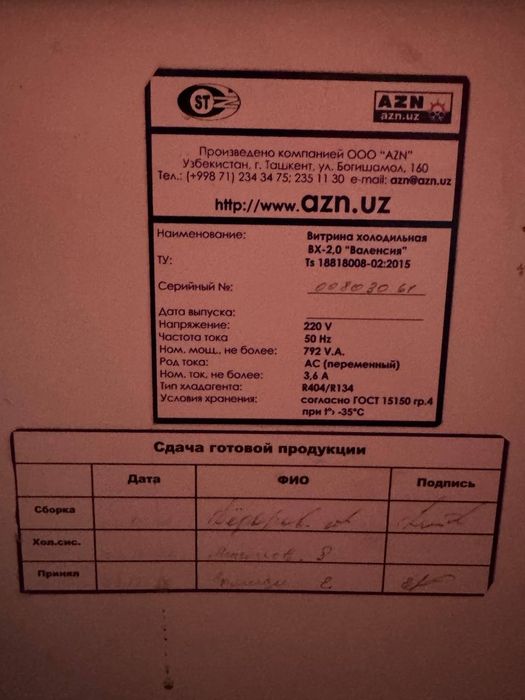 ST
AZN
azn.uz
Произведено компанией ООО "AZN"
Узбекистан, г. Ташкент, ул. Богишамол, 160
Тел.: (+998 71) 234 34 75; 235 11 30 e-mail: azn@azn.uz
http://www.azn.uz
Наименование: Витрина холодильная
ВХ-2,0 "Валенсия"
ТУ: Ts 18818008-02:2015
Серийный №: 00803061
Дата выпуска:
Напряжение: 220 V
Частота тока 50 Hz
Ном. мощ., не более: 792 V.A.
Род тока: AC (переменный)
Ном. ток, не более: 3,6 A
Тип хладагента: R404/R134
Условия хранения: согласно ГОСТ 15150 гр.4
при t°> -35°C
Сдача готовой продукции
Дата ФИО Подпись
Сборка
Хол.сис.
Принял